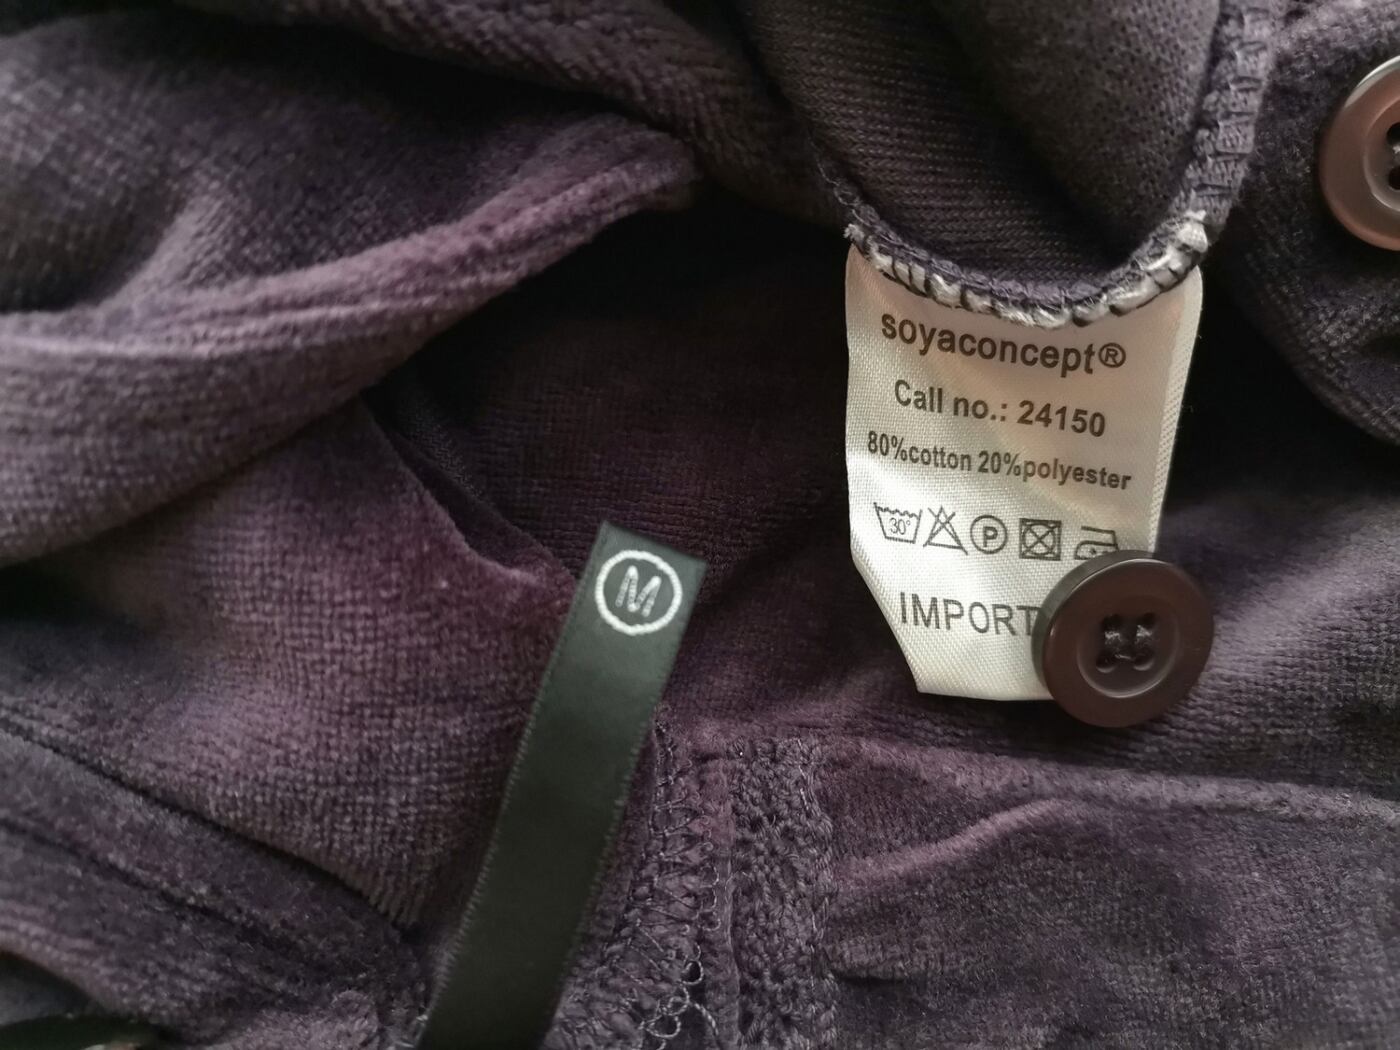 soyaconcept®
Call no.: 24150
80%cotton 20%polyester
30° P
IMPORT
M